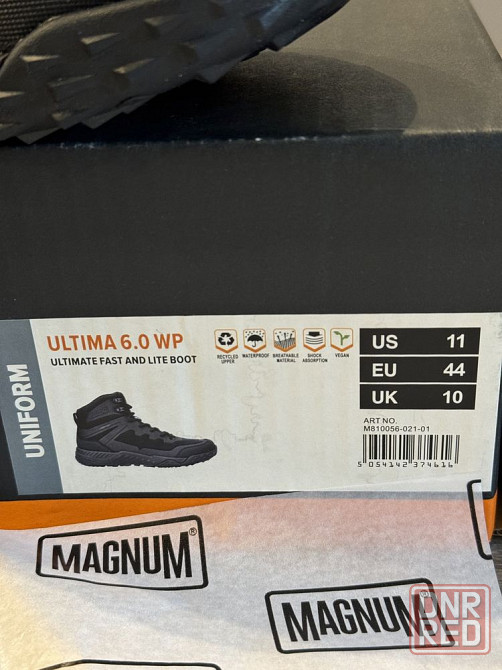 UNIFORM
ULTIMA 6.0 WP
ULTIMATE FAST AND LITE BOOT
RECYCLED UPPER
WATERPROOF
BREATHABLE MATERIAL
SHOCK ABSORPTION
VEGAN
US 11
EU 44
UK 10
ART NO.
M810056-021-01
5 054142 374616
MAGNUM®
MAGNUM
DNR
RED